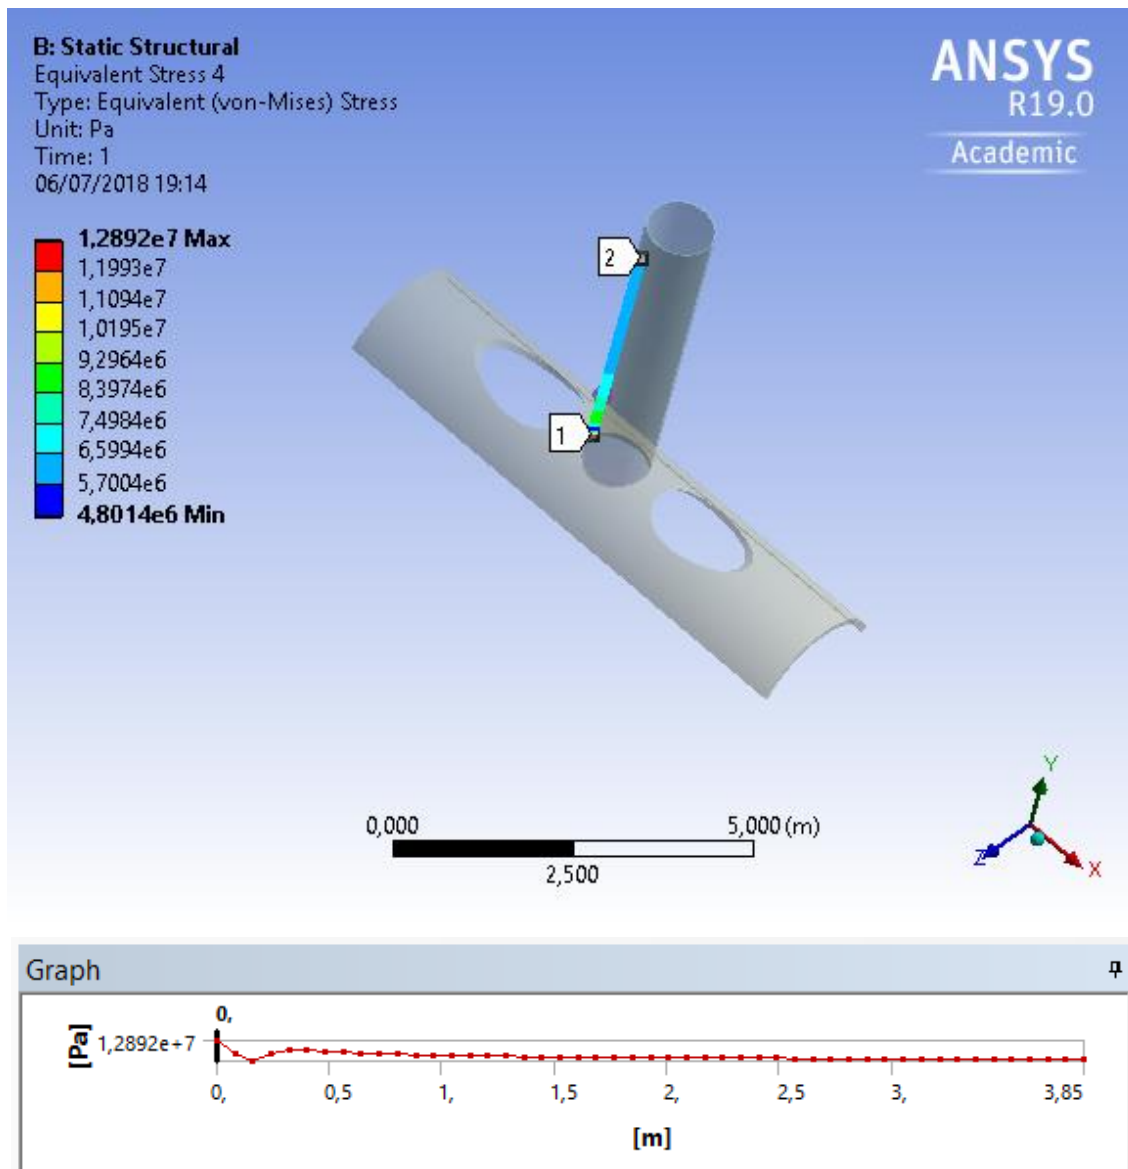 B: Static Structural
Equivalent Stress 4
Type: Equivalent (von-Mises) Stress
Unit: Pa
Time: 1
06/07/2018 19:14
ANSYS
R19.0
Academic
1,2892e7 Max
1,1993e7
1,1094e7
1,0195e7
9,2964e6
8,3974e6
7,4984e6
6,5994e6
5,7004e6
4,8014e6 Min
2
1
0,000 5,000 (m)
2,500
Y
Z
X
Graph
0,
[Pa]
1,2892e+7
0, 0,5 1, 1,5 2, 2,5 3, 3,85
[m]